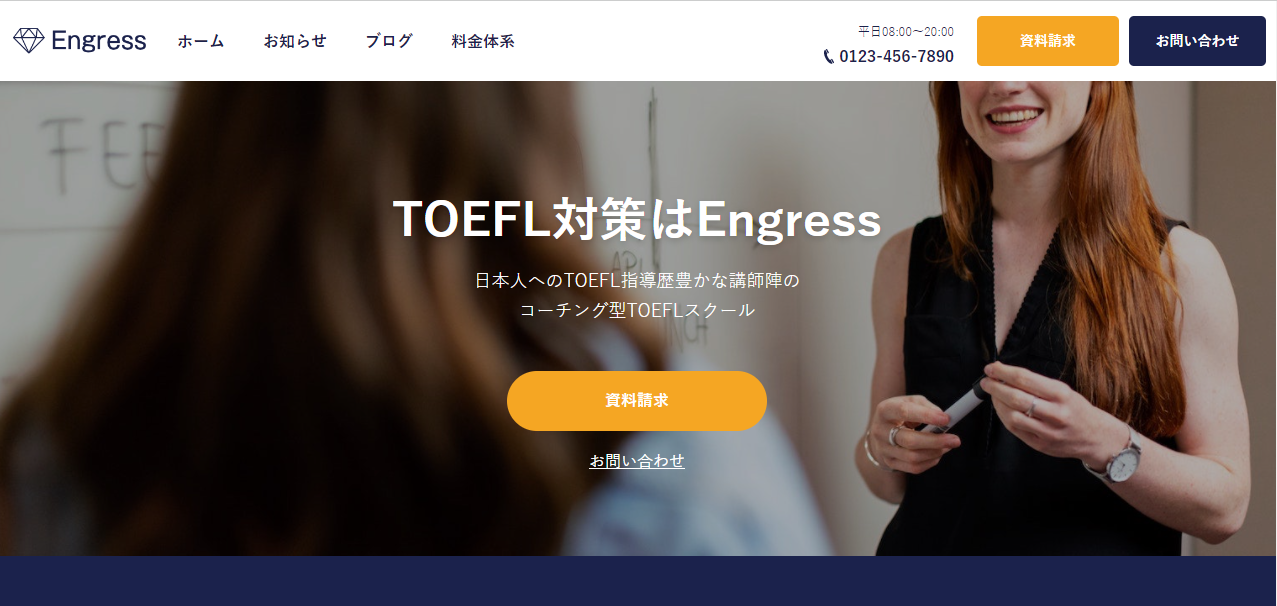 Engress
ホーム
お知らせ
ブログ
料金体系
平日08:00〜20:00
0123-456-7890
資料請求
お問い合わせ
FEE
TOEFL対策はEngress
日本人へのTOEFL指導歴豊かな講師陣の
コーチング型TOEFLスクール
資料請求
お問い合わせ